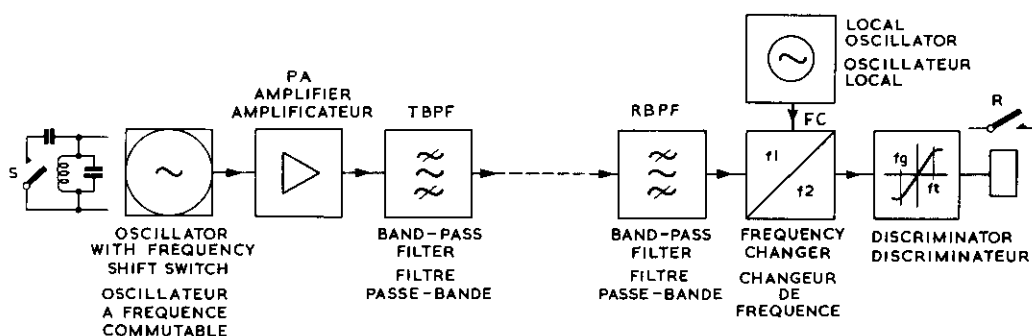 S
OSCILLATOR
WITH FREQUENCY
SHIFT SWITCH
OSCILLATEUR
A FREQUENCE
COMMUTABLE
PA
AMPLIFIER
AMPLIFICATEUR
TBPF
BAND-PASS
FILTER
FILTRE
PASSE-BANDE
RBPF
BAND-PASS
FILTER
FILTRE
PASSE-BANDE
LOCAL
OSCILLATOR
OSCILLATEUR
LOCAL
FC
f1
f2
FREQUENCY
CHANGER
CHANGEUR
DE
FREQUENCE
fg
ft
DISCRIMINATOR
DISCRIMINATEUR
R